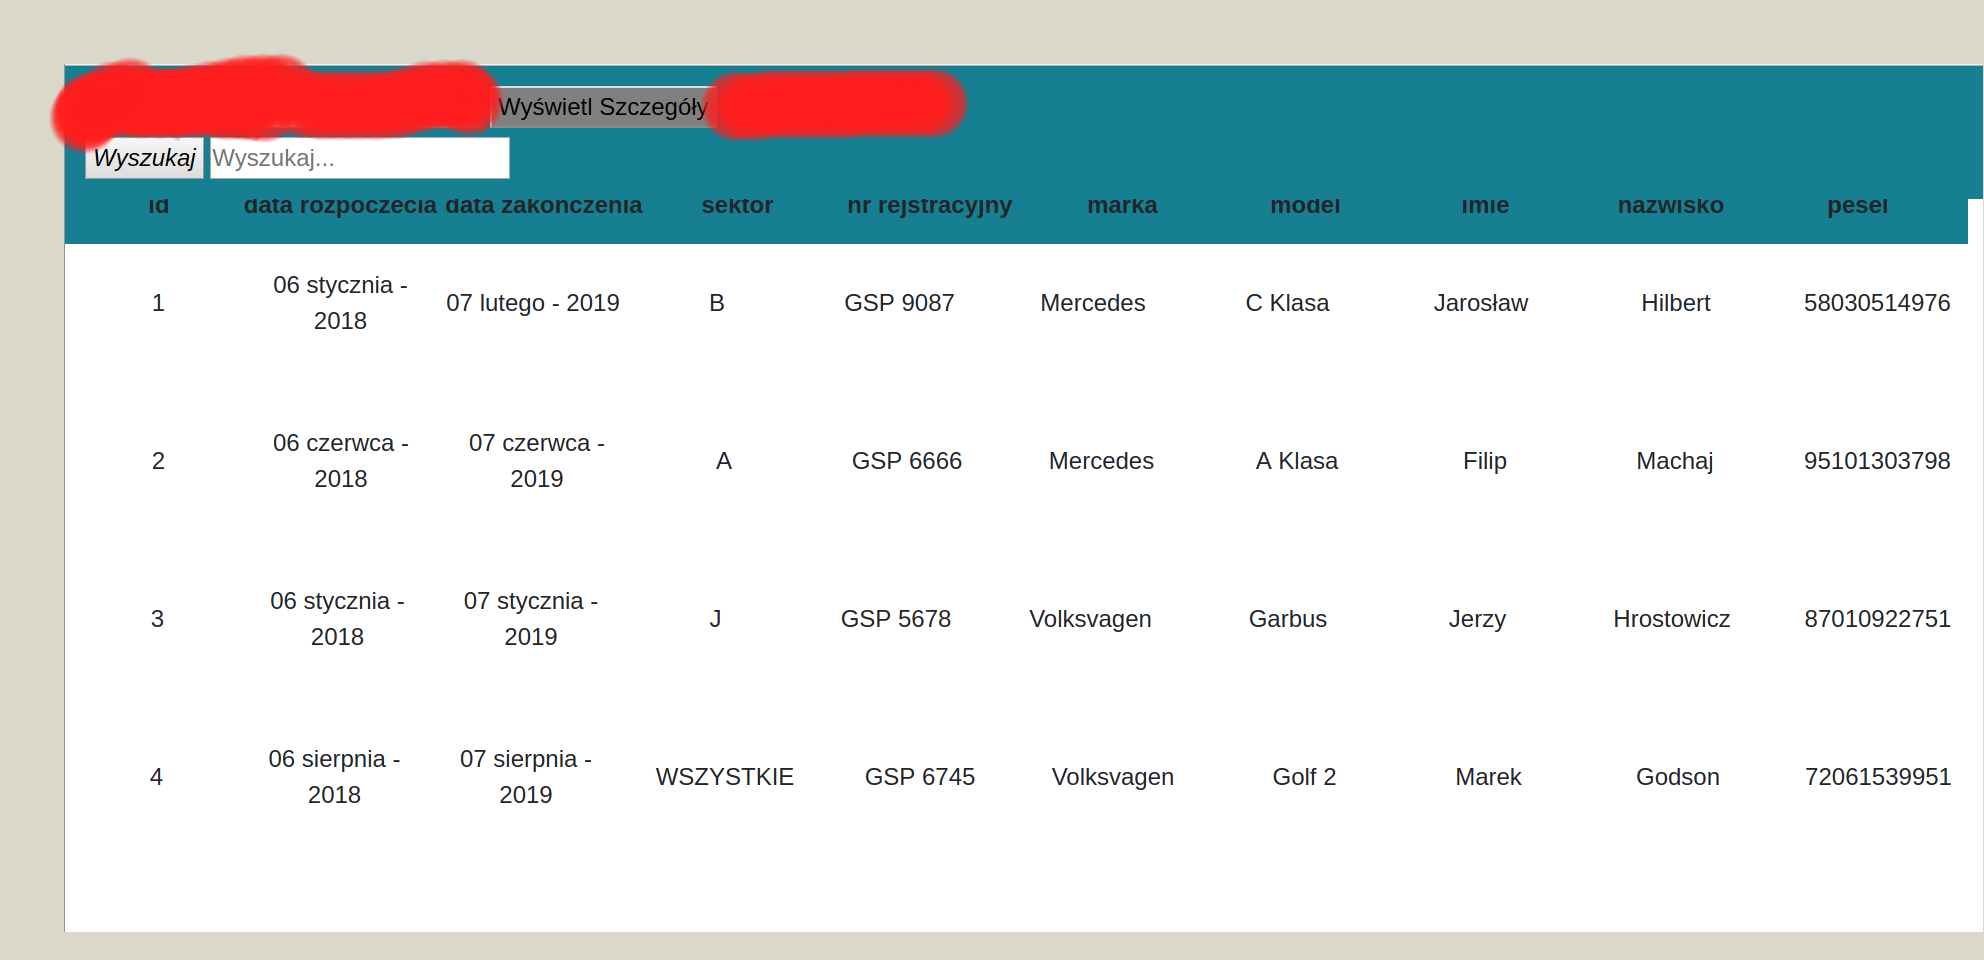 Wyświetl Szczegóły
Wyszukaj Wyszukaj...
id data rozpoczecia data zakonczenia sektor nr rejstracyjny marka model imie nazwisko pesel
1 06 stycznia - 2018 07 lutego - 2019 B GSP 9087 Mercedes C Klasa Jarosław Hilbert 58030514976
2 06 czerwca - 2018 07 czerwca - 2019 A GSP 6666 Mercedes A Klasa Filip Machaj 95101303798
3 06 stycznia - 2018 07 stycznia - 2019 J GSP 5678 Volksvagen Garbus Jerzy Hrostowicz 87010922751
4 06 sierpnia - 2018 07 sierpnia - 2019 WSZYSTKIE GSP 6745 Volksvagen Golf 2 Marek Godson 72061539951